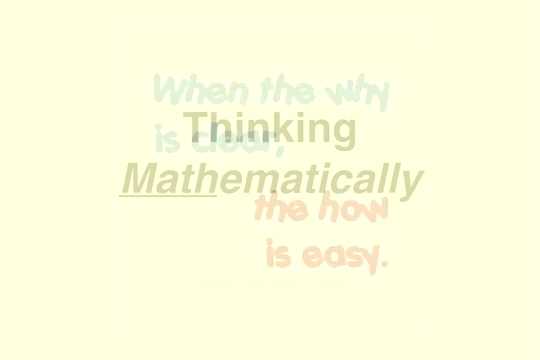 When the why
Thinking
is clear,
Mathematically
the how
is easy.